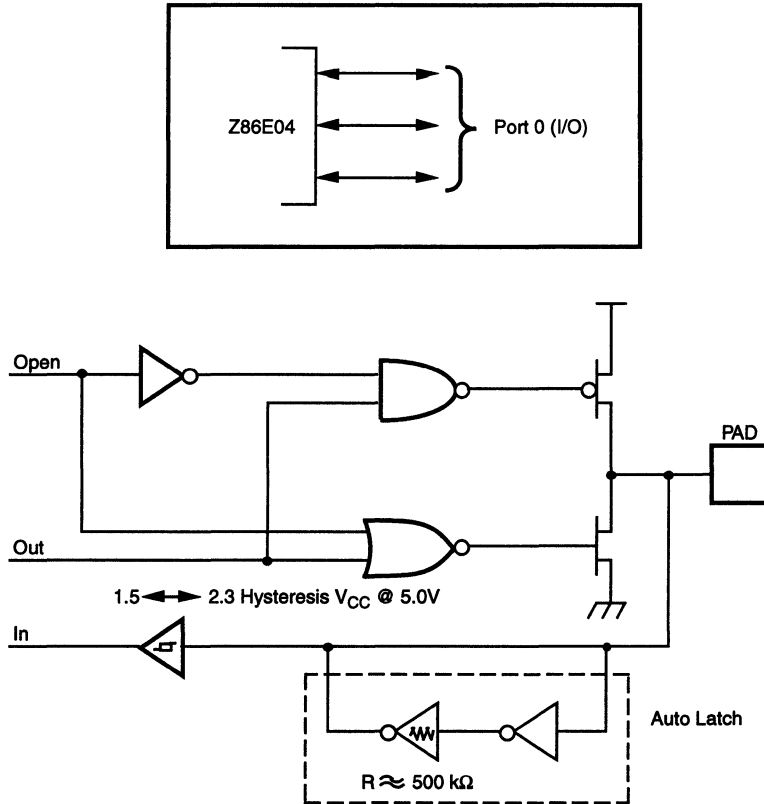 Z86E04
Port 0 (I/O)
Open
PAD
Out
1.5 2.3 Hysteresis VCC @ 5.0V
In
Auto Latch
R ≈ 500 kΩ